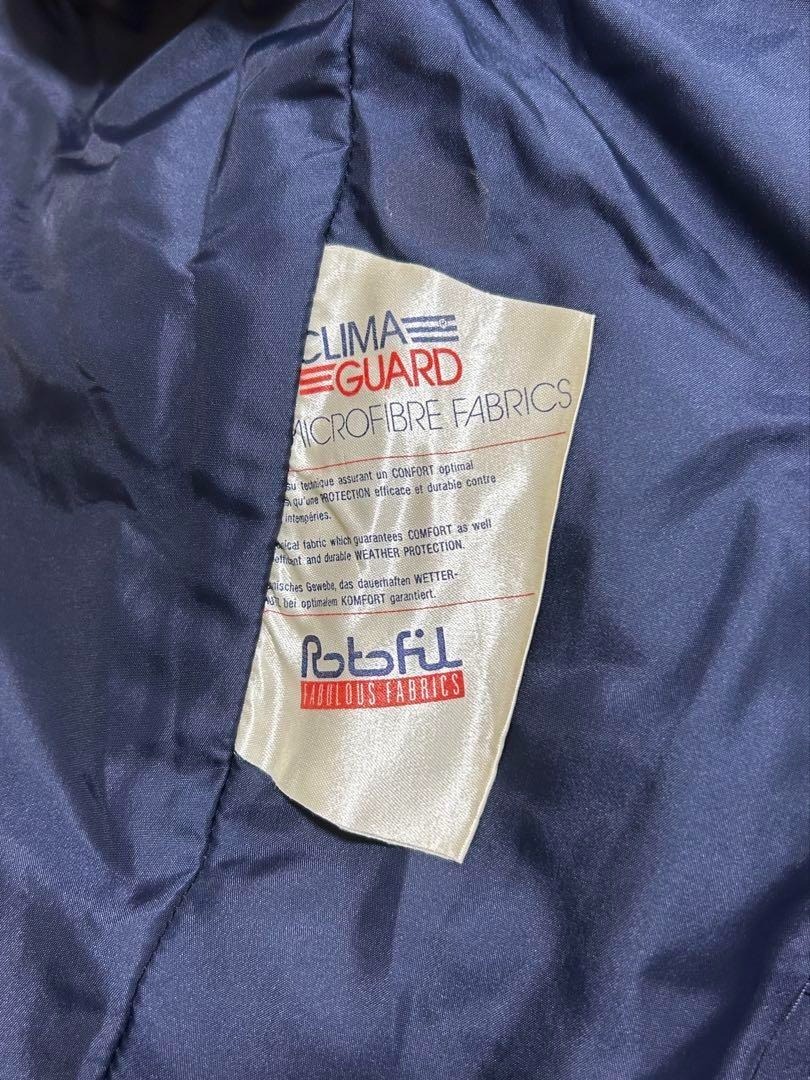 CLIMA ®
GUARD
MICROFIBRE FABRICS
technique assurant un CONFORT optimal
qu'une PROTECTION efficace et durable contre
intempéries.
fabric which guarantees COMFORT as well
and durable WEATHER PROTECTION.
Gewebe, das dauerhaften WETTER-
bei optimalem KOMFORT garantiert.
Rotofil
FABULOUS FABRICS